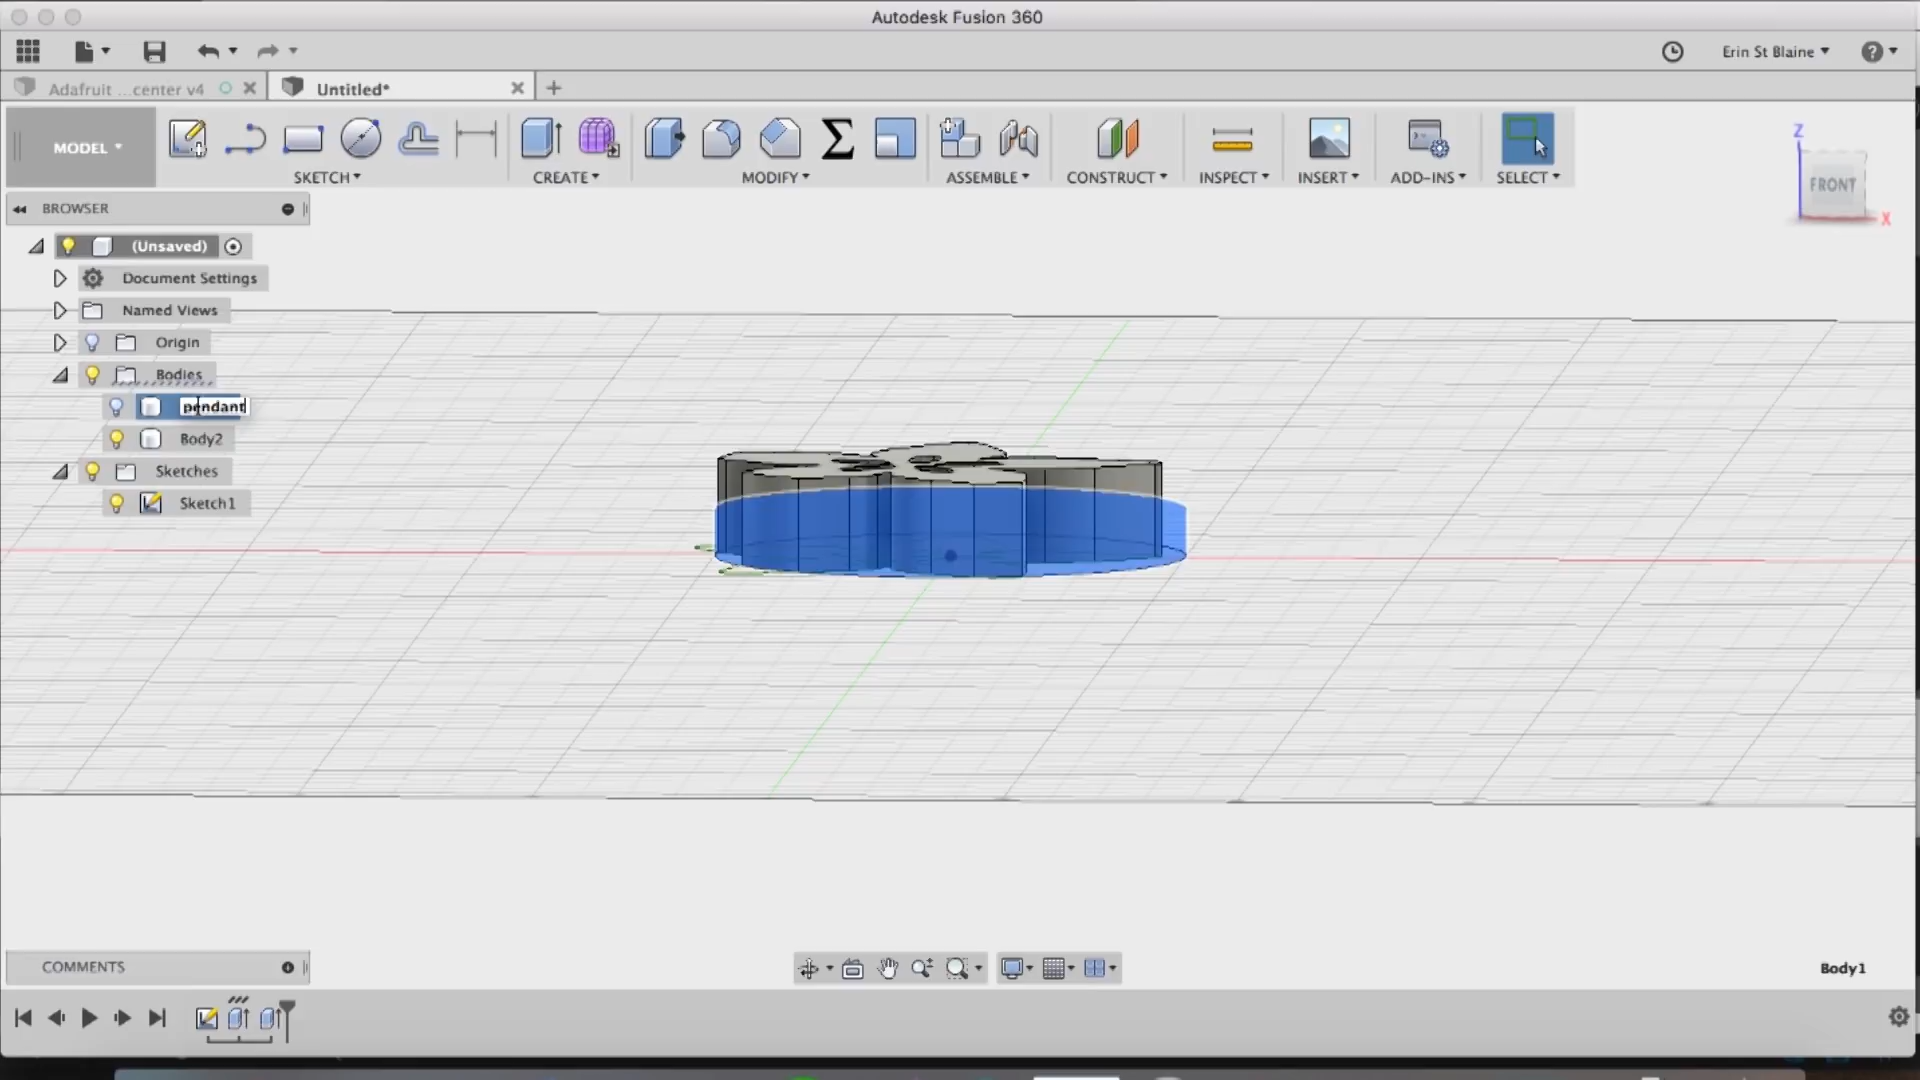 Autodesk Fusion 360
Erin St Blaine
Adafruit ...center v4
Untitled*
MODEL
SKETCH
CREATE
MODIFY
ASSEMBLE
CONSTRUCT
INSPECT
INSERT
ADD-INS
SELECT
Z
FRONT
X
BROWSER
(Unsaved)
Document Settings
Named Views
Origin
Bodies
pendant
Body2
Sketches
Sketch1
COMMENTS
Body1